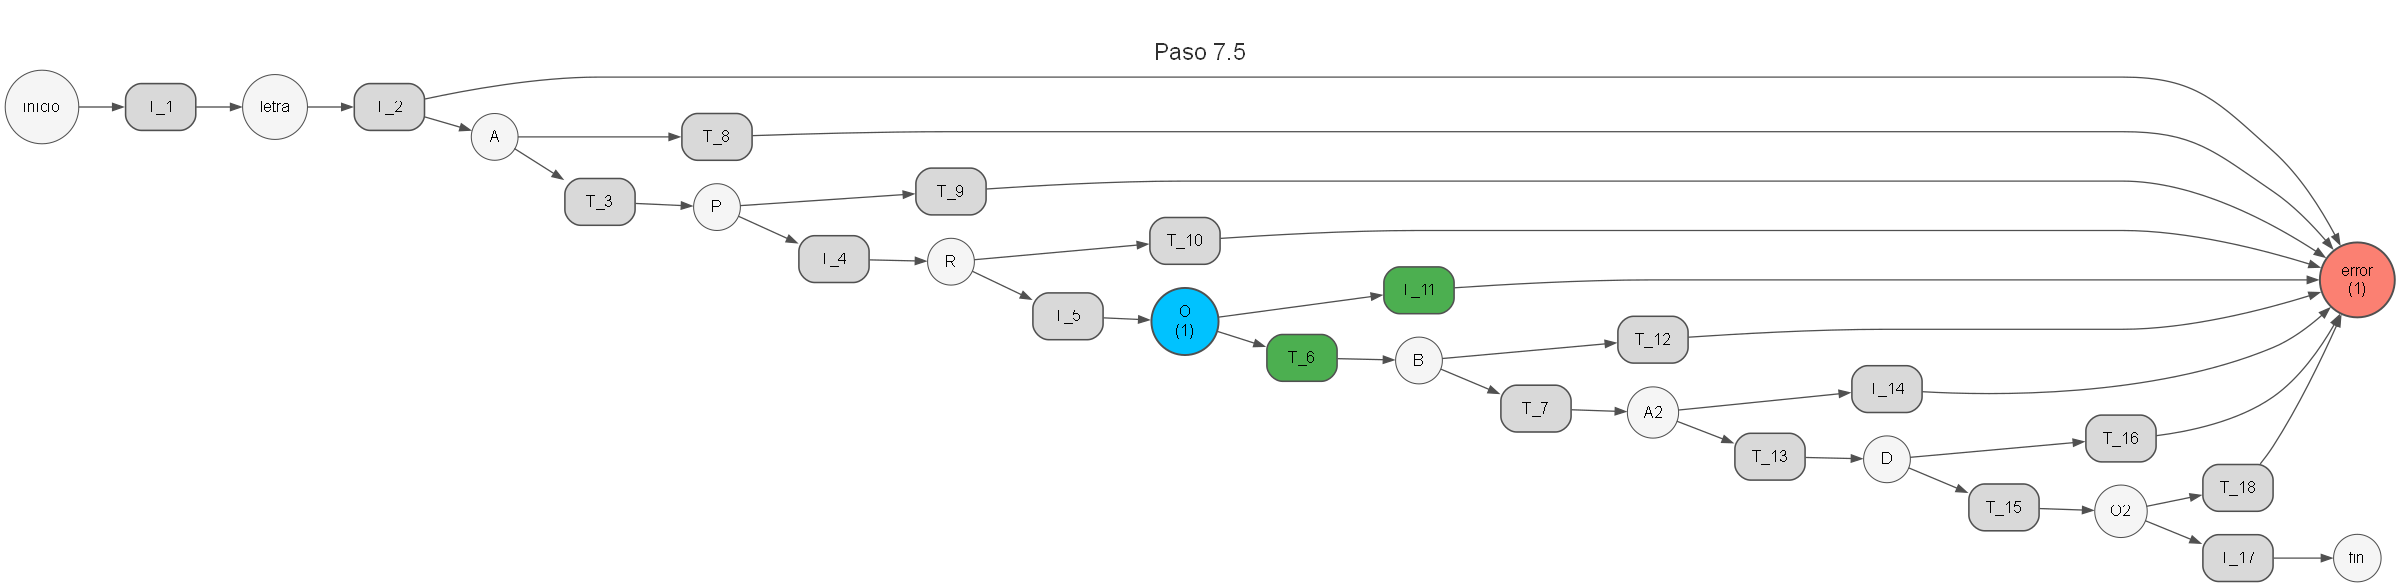 Paso 7.5
inicio
T_1
letra
T_2
A
T_8
T_3
P
T_9
T_4
R
T_10
T_5
O
(1)
T_11
T_6
B
T_12
T_7
A2
T_14
T_13
D
T_16
T_15
O2
T_18
T_17
fin
error
(1)